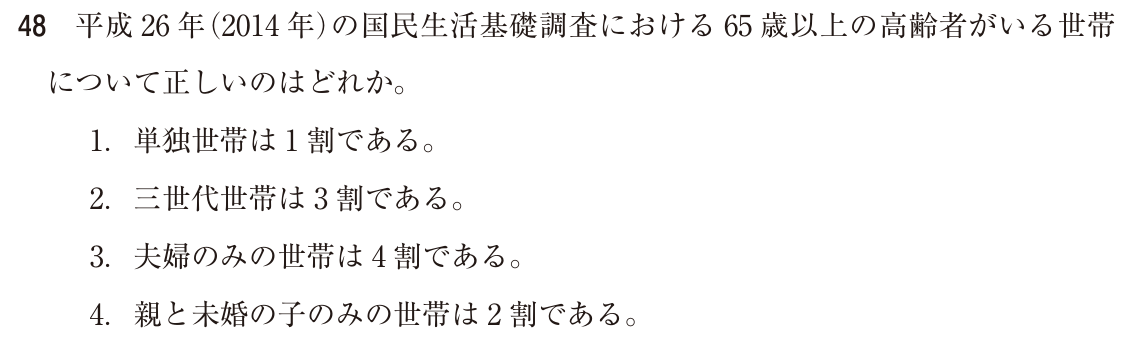 48 平成 26 年(2014 年)の国民生活基礎調査における 65 歳以上の高齢者がいる世帯
について正しいのはどれか。
1. 単独世帯は 1 割である。
2. 三世代世帯は 3 割である。
3. 夫婦のみの世帯は 4 割である。
4. 親と未婚の子のみの世帯は 2 割である。